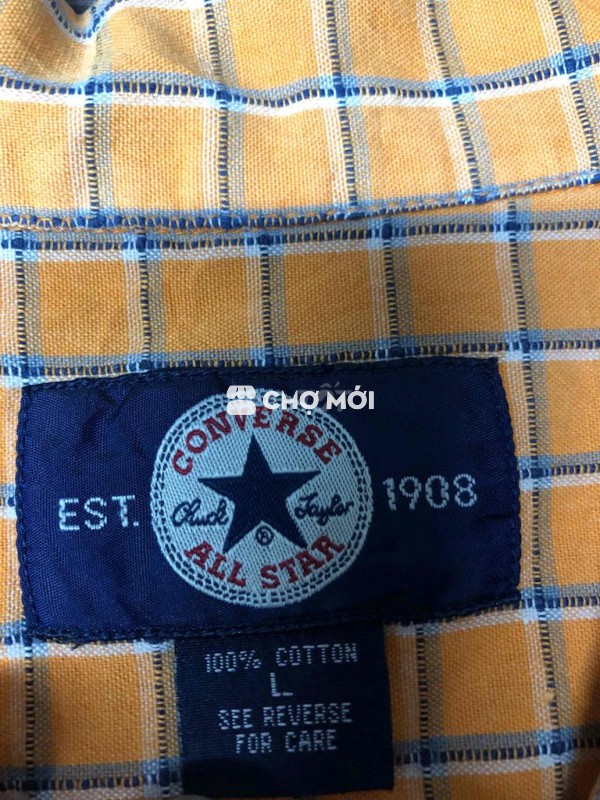 CHỢ MỚI
CONVERSE
EST. Chuck Taylor 1908
®
ALL STAR
100% COTTON
L
SEE REVERSE
FOR CARE